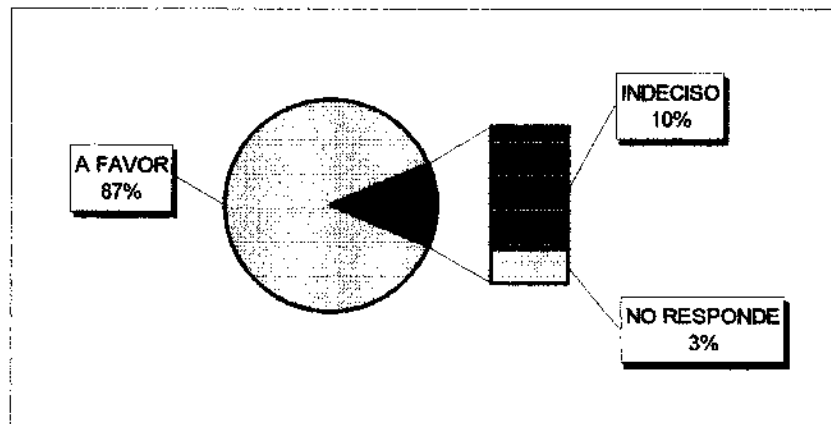 A FAVOR
87%
INDECISO
10%
NO RESPONDE
3%